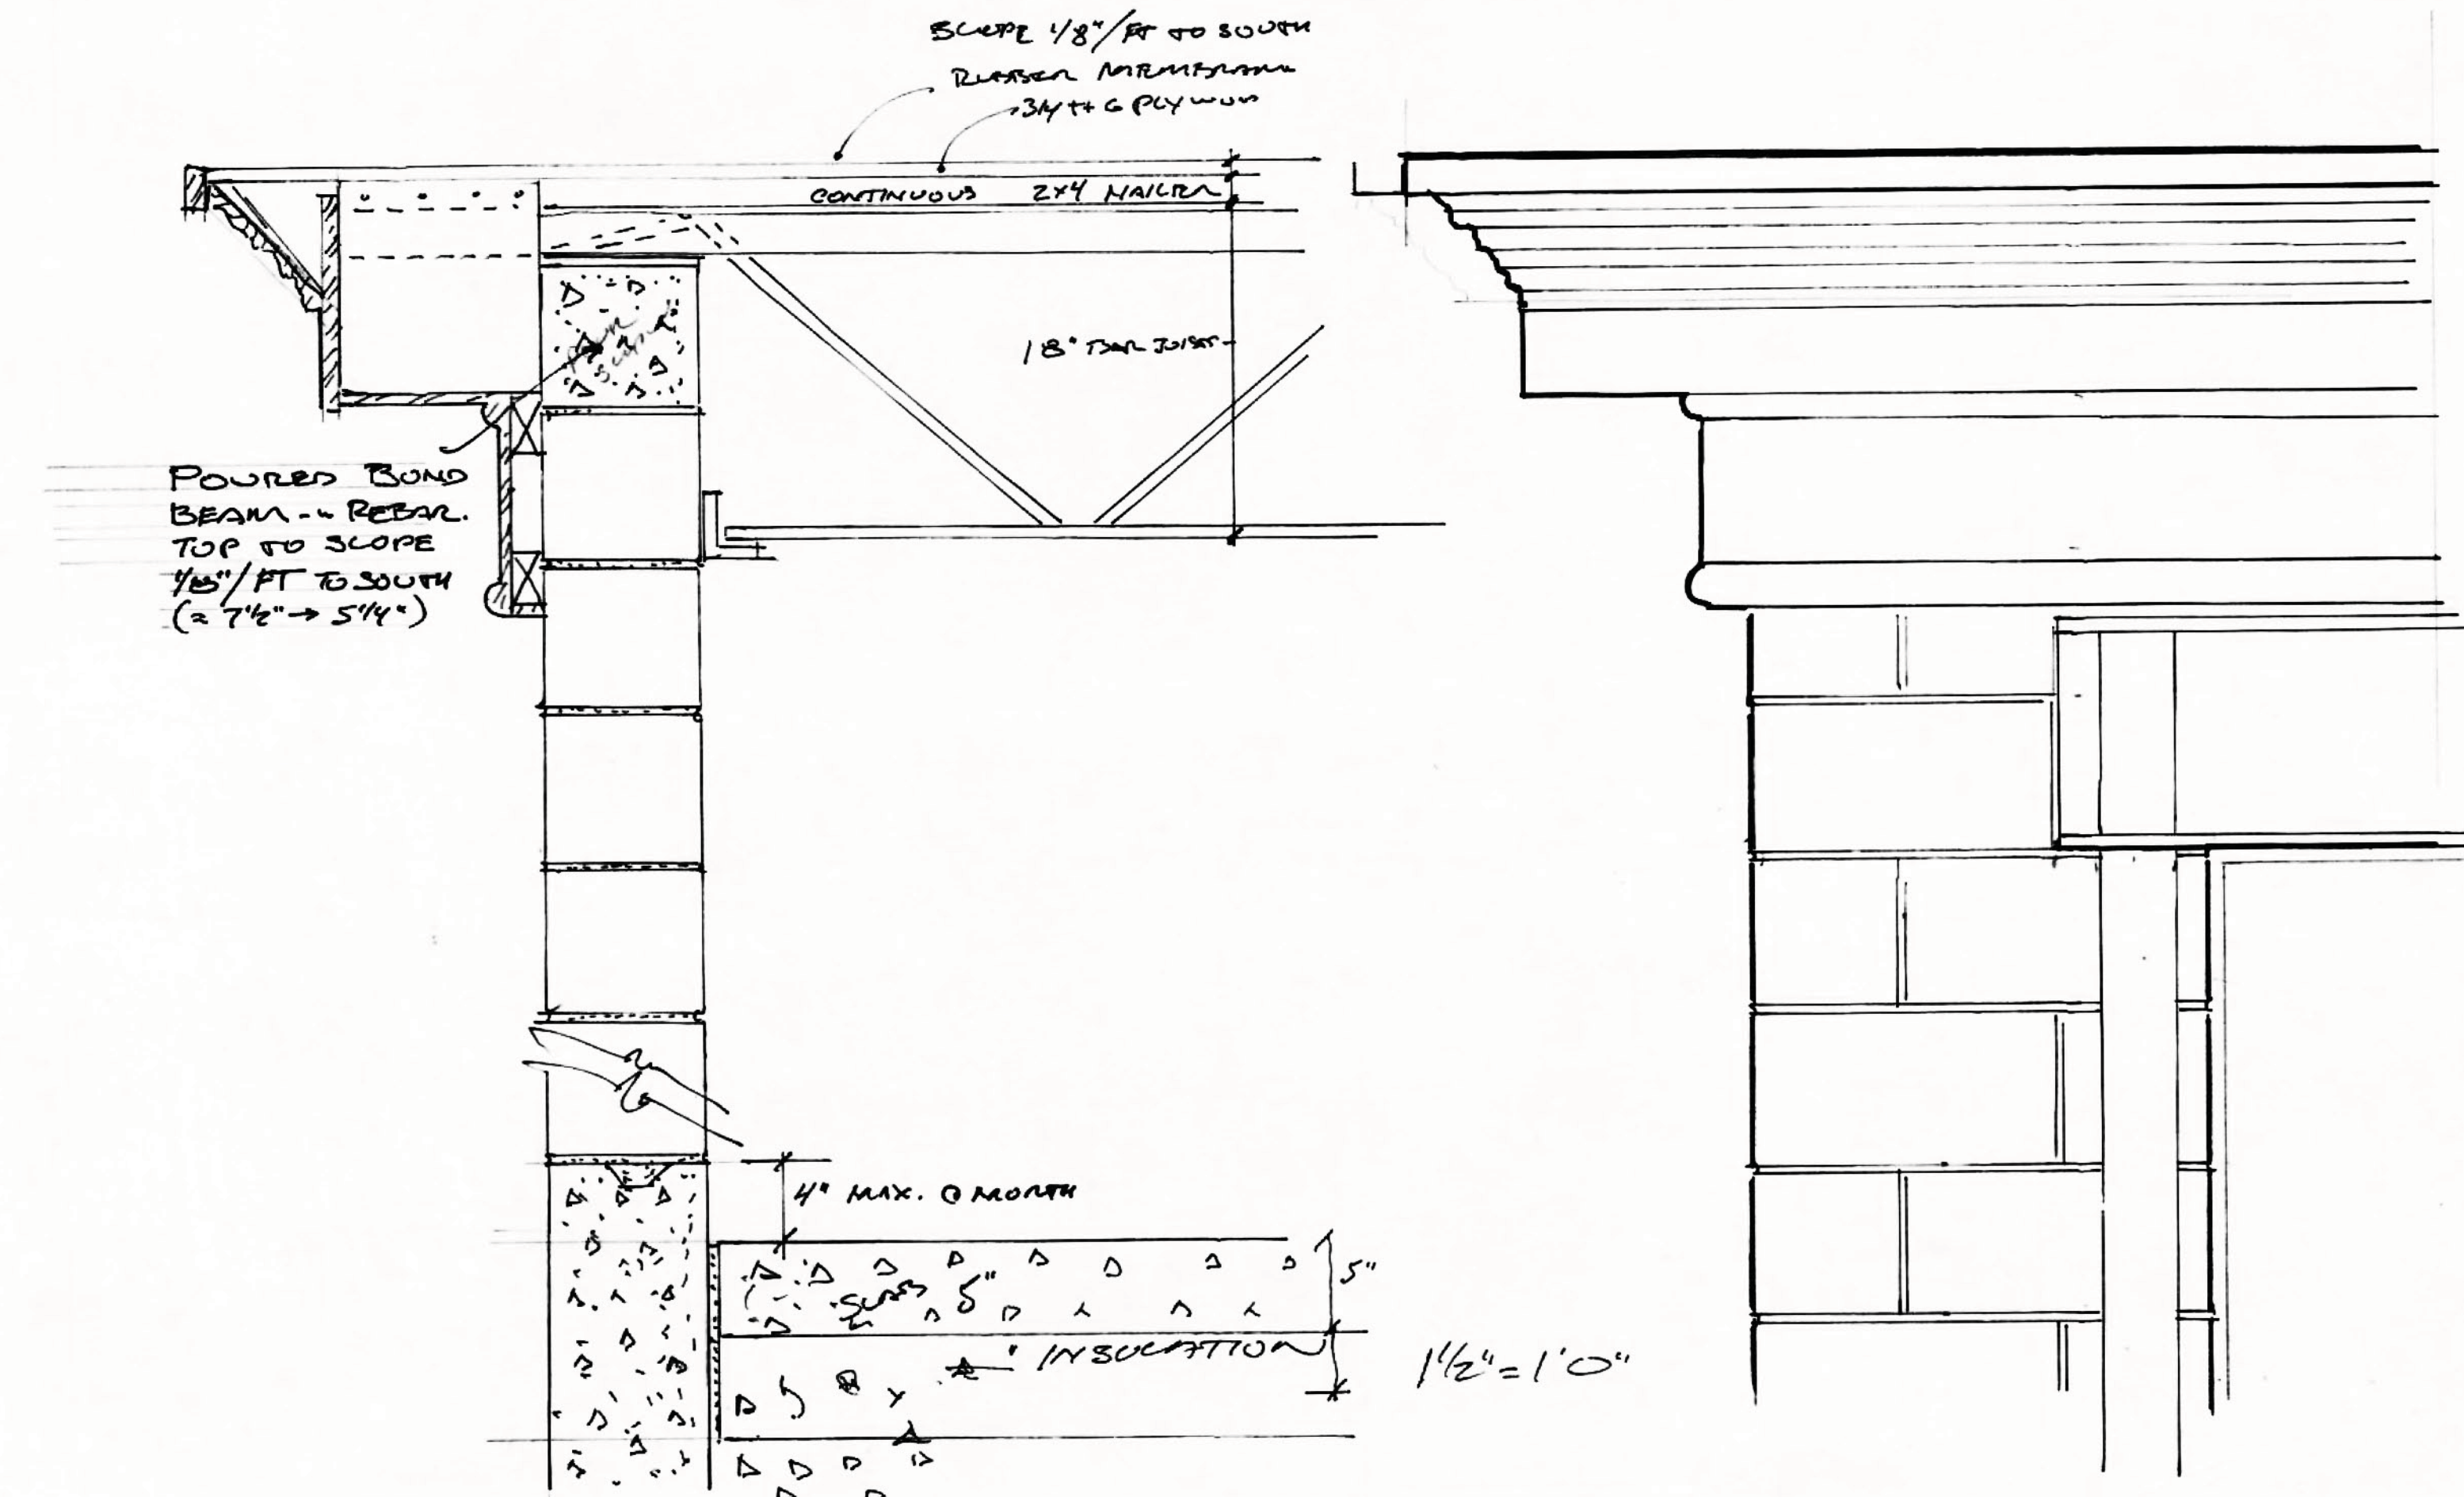 SLOPE 1/8"/FT TO SOUTH
RUBBER MEMBRANE
3/4 T+G PLYWOOD
CONTINUOUS 2x4 NAILER
18" BAR JOIST
POURED BOND
BEAM - w REBAR.
TOP TO SLOPE
1/8"/FT TO SOUTH
(≈ 7 1/2" → 5 1/4")
4" MAX. @ NORTH
SLAB 5"
5"
" INSULATION
1 1/2" = 1'0"